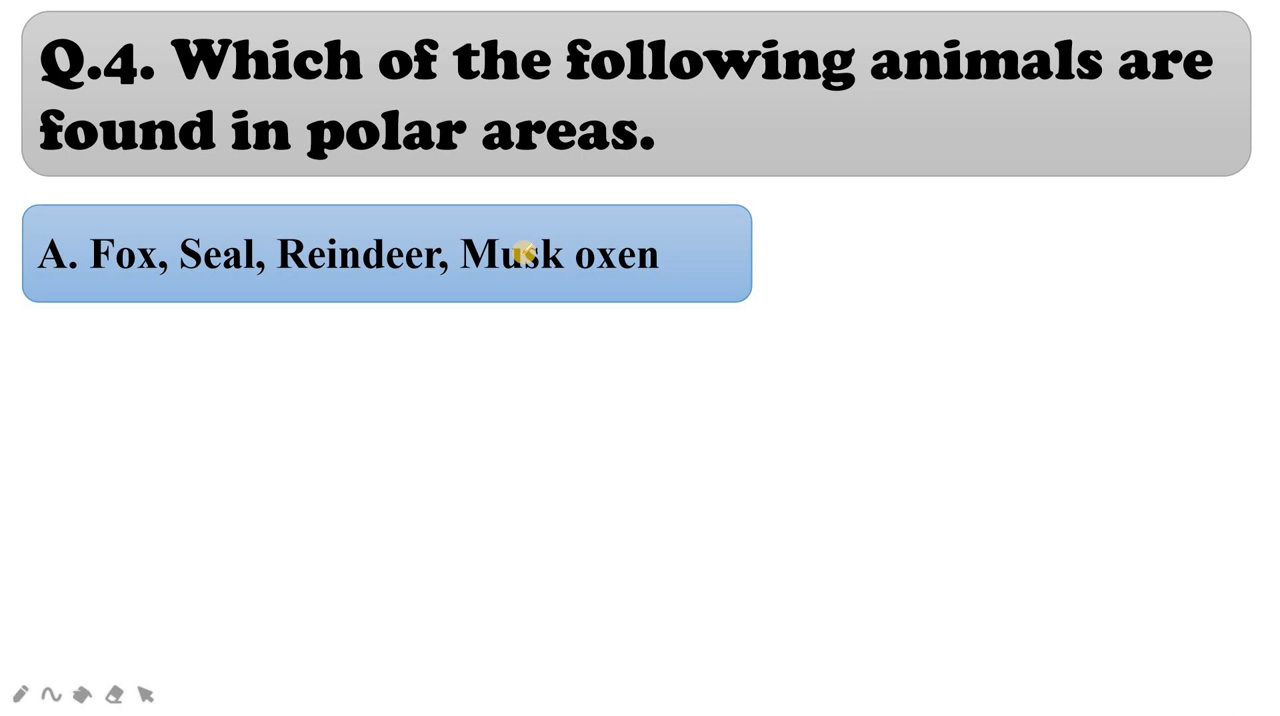 Q.4. Which of the following animals are
found in polar areas.
A. Fox, Seal, Reindeer, Musk oxen